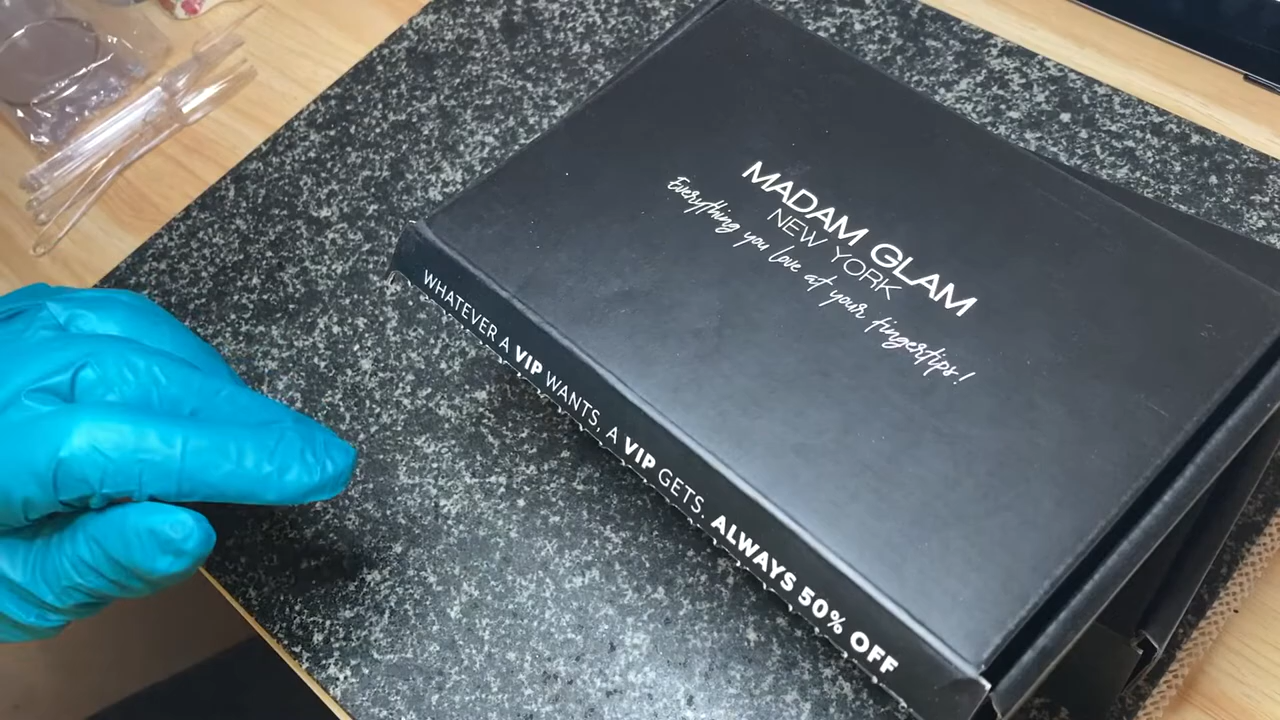 MADAM GLAM
NEW YORK
Everything you love at your fingertips!
WHATEVER A VIP WANTS, A VIP GETS. ALWAYS 50% OFF